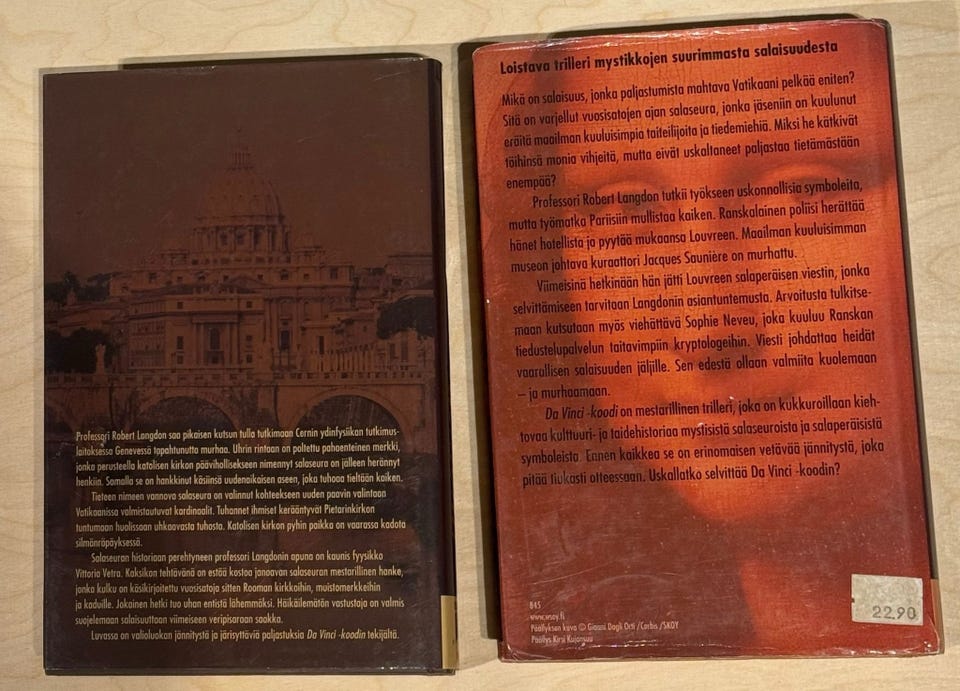 Professori Robert Langdon saa pikaisen kutsun tulla tutkimaan Cernin ydinfysiikan tutkimus-
laitoksessa Genevessä tapahtunutta murhaa. Uhrin rintaan on poltettu pahaenteinen merkki,
jonka perusteella katolisen kirkon päävihollisekseen nimennyt salaseura on jälleen herännyt
henkiin. Samalla se on hankkinut käsiinsä uudenaikaisen aseen, joka tuhoaa tieltään kaiken.
Tieteen nimeen vannova salaseura on valinnut kohteekseen uuden paavin valintaan
Vatikaanissa valmistautuvat kardinaalit. Tuhannet ihmiset kerääntyvät Pietarinkirkon
tuntumaan huolissaan uhkaavasta tuhosta. Katolisen kirkon pyhin paikka on vaarassa kadota
silmänräpäyksessä.
Salaseuran historiaan perehtyneen professori Langdonin apuna on kaunis fyysikko
Vittoria Vetra. Kaksikon tehtävänä on estää kostoa janoavan salaseuran mestarillinen hanke,
jonka kulku on käsikirjoitettu vuosisatoja sitten Rooman kirkkoihin, muistomerkkeihin
ja kaduille. Jokainen hetki tuo uhan entistä lähemmäksi. Häikäilemätön vastustaja on valmis
suojelemaan salaisuuttaan viimeiseen veripisaraan saakka.
Luvassa on valioluokan jännitystä ja järisyttäviä paljastuksia Da Vinci -koodin tekijältä.
Loistava trilleri mystikkojen suurimmasta salaisuudesta
Mikä on salaisuus, jonka paljastumista mahtava Vatikaani pelkää eniten?
Sitä on varjellut vuosisatojen ajan salaseura, jonka jäseniin on kuulunut
eräitä maailman kuuluisimpia taiteilijoita ja tiedemiehiä. Miksi he kätkivät
töihinsä monia vihjeitä, mutta eivät uskaltaneet paljastaa tietämästään
enempää?
Professori Robert Langdon tutkii työkseen uskonnollisia symboleita,
mutta työmatka Pariisiin mullistaa kaiken. Ranskalainen poliisi herättää
hänet hotellista ja pyytää mukaansa Louvreen. Maailman kuuluisimman
museon johtava kuraattori Jacques Saunière on murhattu.
Viimeisinä hetkinään hän jätti Louvreen salaperäisen viestin, jonka
selvittämiseen tarvitaan Langdonin asiantuntemusta. Arvoitusta tulkitse-
maan kutsutaan myös viehättävä Sophie Neveu, joka kuuluu Ranskan
tiedustelupalvelun taitavimpiin kryptologeihin. Viesti johdattaa heidät
vaarallisen salaisuuden jäljille. Sen edestä ollaan valmiita kuolemaan
– ja murhaamaan.
Da Vinci -koodi on mestarillinen trilleri, joka on kukkuroillaan kieh-
tovaa kulttuuri- ja taidehistoriaa mystisistä salaseuroista ja salaperäisistä
symboleista. Ennen kaikkea se on erinomaisen vetävää jännitystä, joka
pitää tiukasti otteessaan. Uskallatko selvittää Da Vinci -koodin?
845
www.wsoy.fi
Päällyksen kuva © Gianni Dagli Orti /Corbis /SKOY
Päällys Kirsi Kujansuu
22.90